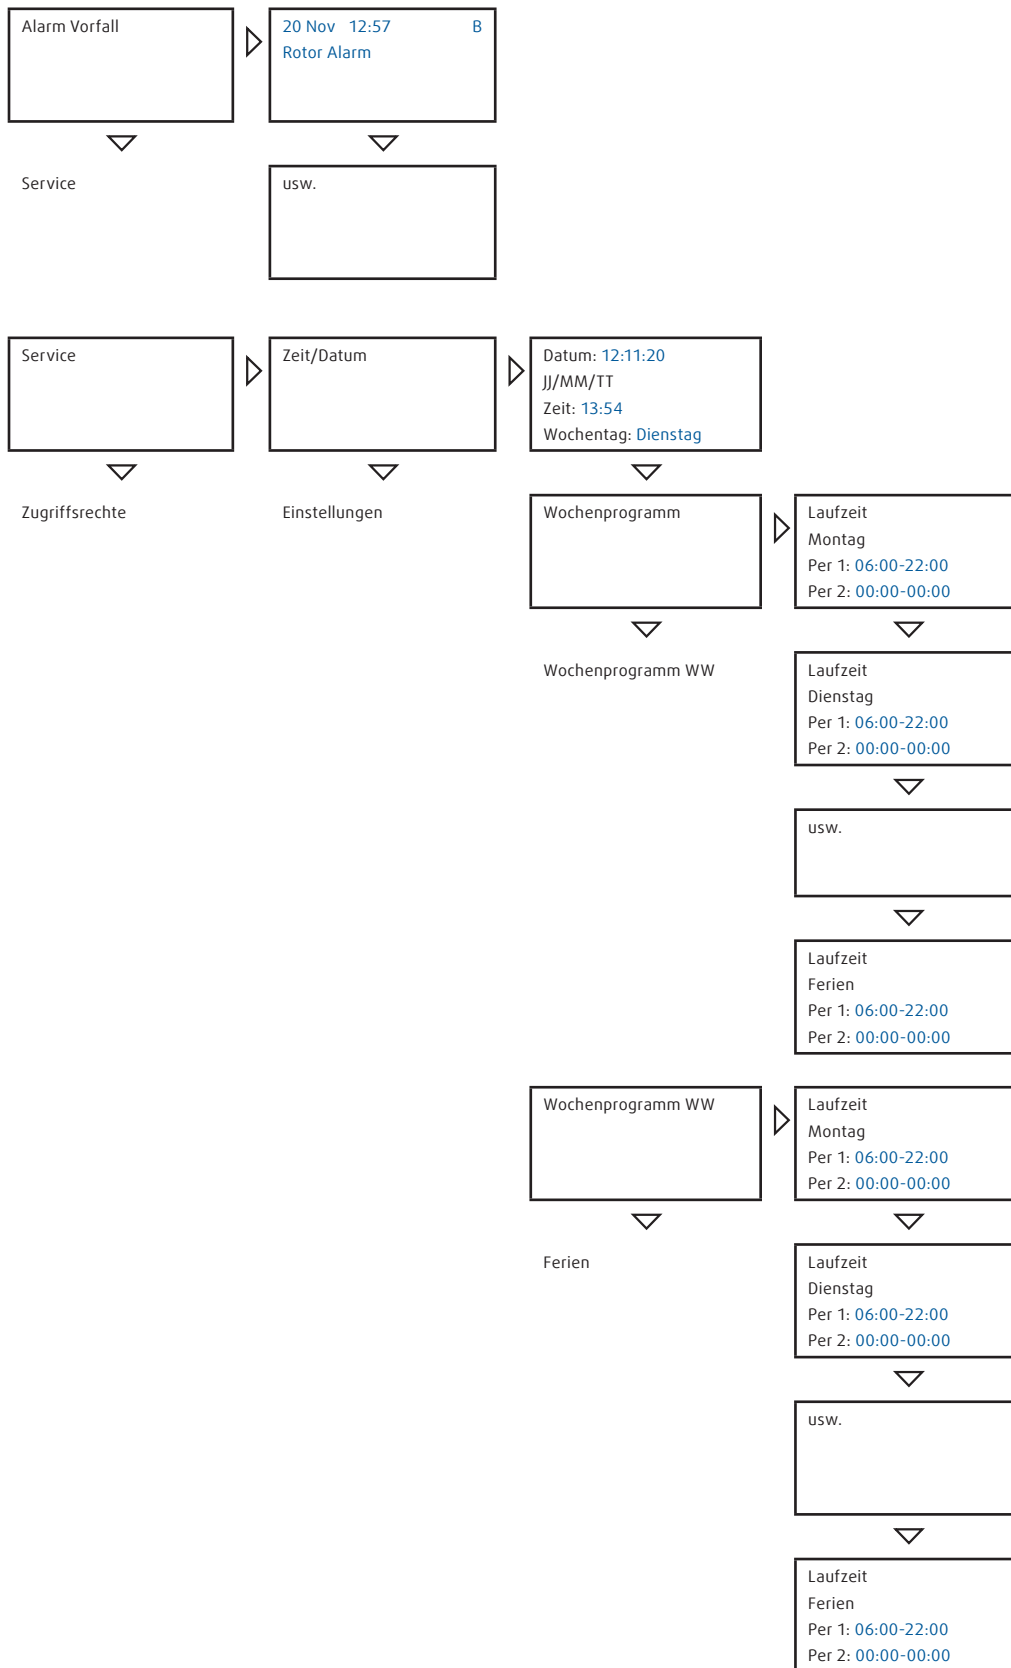 Alarm Vorfall
20 Nov 12:57 B
Rotor Alarm
Service
usw.
Service
Zeit/Datum
Datum: 12:11:20
JJ/MM/TT
Zeit: 13:54
Wochentag: Dienstag
Zugriffsrechte
Einstellungen
Wochenprogramm
Laufzeit
Montag
Per 1: 06:00-22:00
Per 2: 00:00-00:00
Wochenprogramm WW
Laufzeit
Dienstag
Per 1: 06:00-22:00
Per 2: 00:00-00:00
usw.
Laufzeit
Ferien
Per 1: 06:00-22:00
Per 2: 00:00-00:00
Wochenprogramm WW
Laufzeit
Montag
Per 1: 06:00-22:00
Per 2: 00:00-00:00
Ferien
Laufzeit
Dienstag
Per 1: 06:00-22:00
Per 2: 00:00-00:00
usw.
Laufzeit
Ferien
Per 1: 06:00-22:00
Per 2: 00:00-00:00